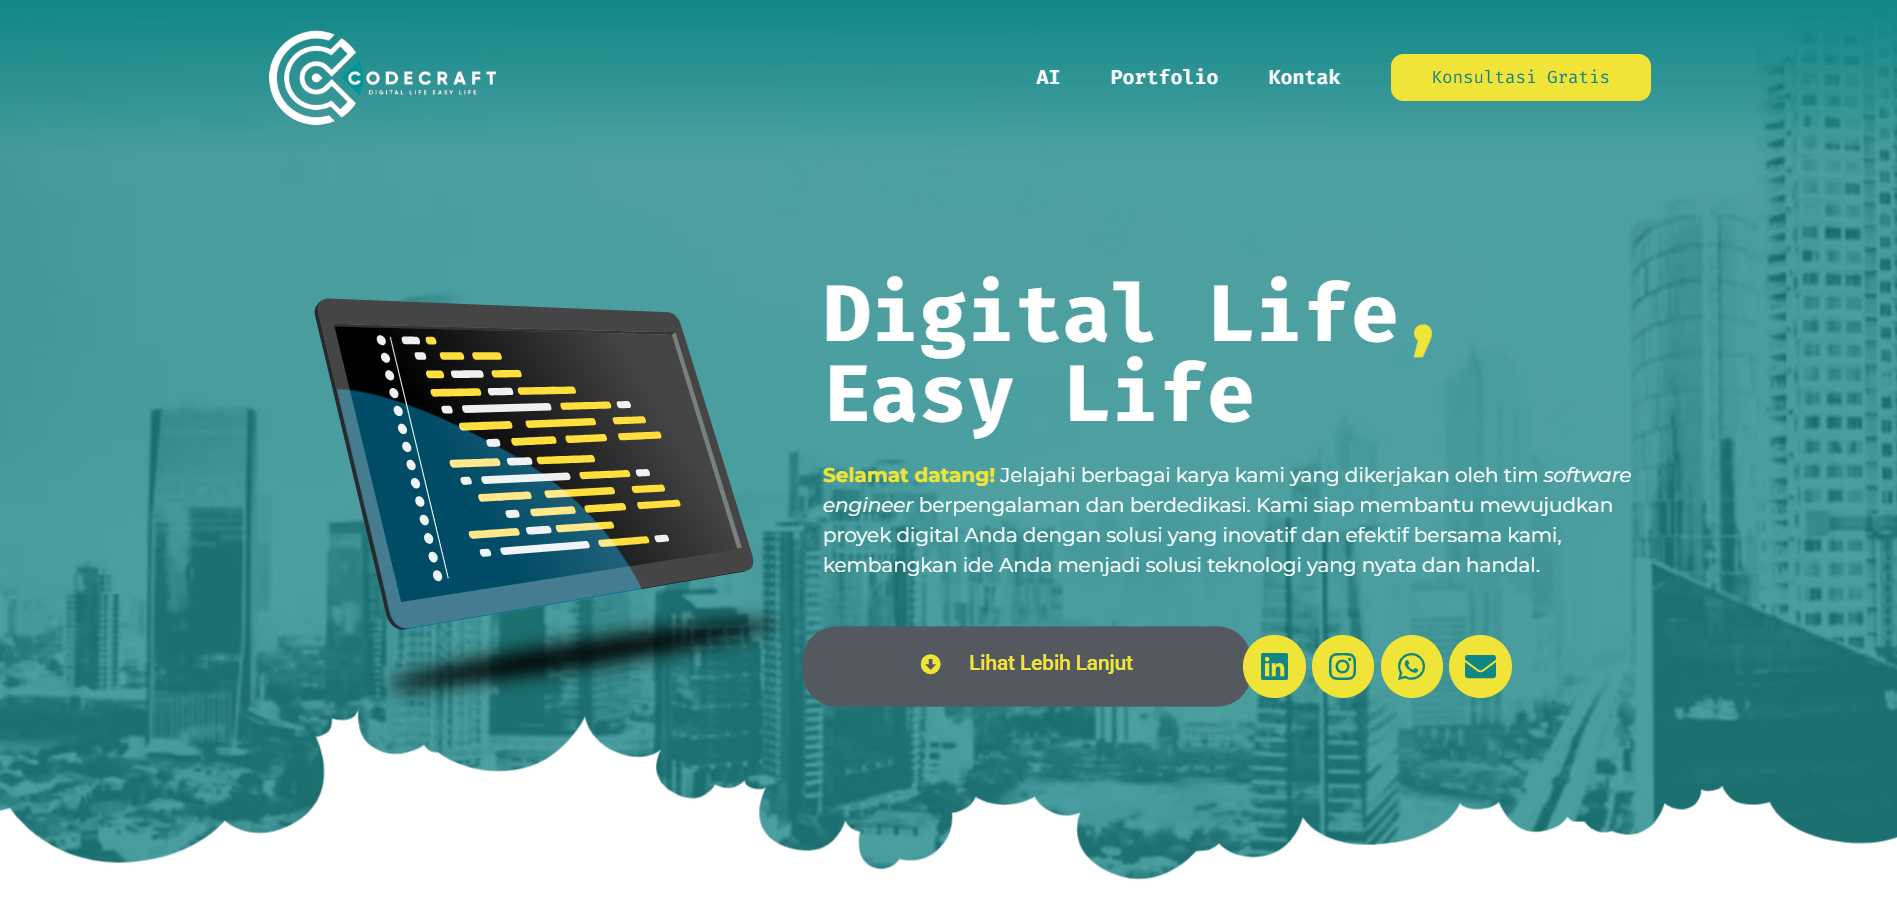 CODECRAFT
DIGITAL LIFE EASY LIFE
AI
Portfolio
Kontak
Konsultasi Gratis
Digital Life,
Easy Life
Selamat datang! Jelajahi berbagai karya kami yang dikerjakan oleh tim software
engineer berpengalaman dan berdedikasi. Kami siap membantu mewujudkan
proyek digital Anda dengan solusi yang inovatif dan efektif bersama kami,
kembangkan ide Anda menjadi solusi teknologi yang nyata dan handal.
Lihat Lebih Lanjut